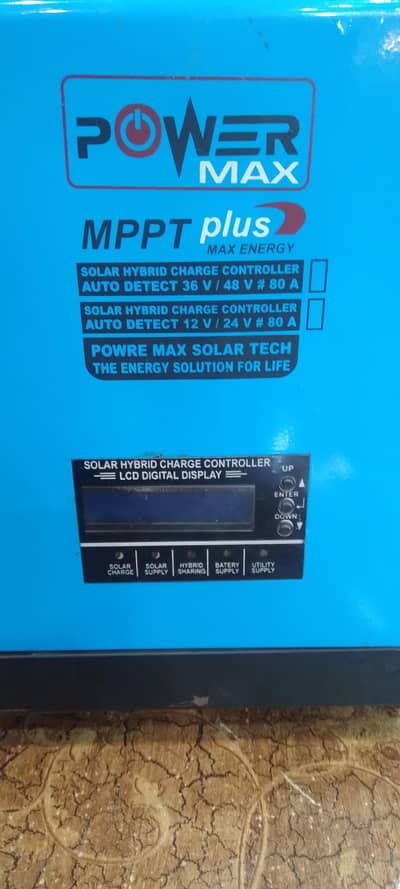 POWER
MAX
MPPT plus
MAX ENERGY
SOLAR HYBRID CHARGE CONTROLLER
AUTO DETECT 36 V / 48 V # 80 A
SOLAR HYBRID CHARGE CONTROLLER
AUTO DETECT 12 V / 24 V # 80 A
POWRE MAX SOLAR TECH
THE ENERGY SOLUTION FOR LIFE
SOLAR HYBRID CHARGE CONTROLLER
LCD DIGITAL DISPLAY
UP
ENTER
DOWN
SOLAR CHARGE
SOLAR SUPPLY
HYBRID SHARING
BATERY SUPPLY
UTILITY SUPPLY